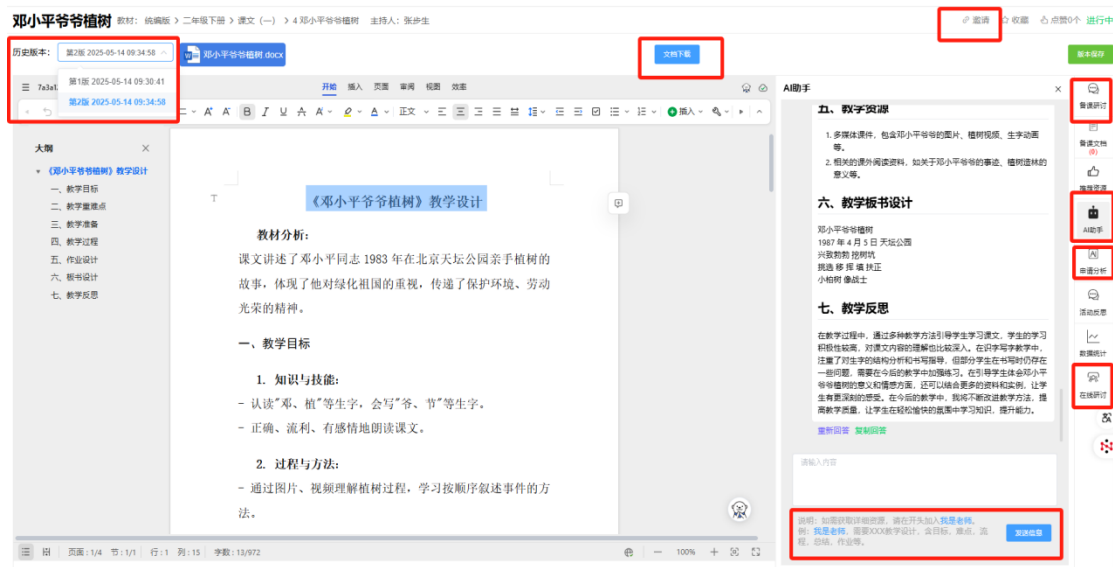 邓小平爷爷植树 教材: 统编版 > 二年级下册 > 课文(一) > 4 邓小平爷爷植树 主持人: 张步生
邀请 收藏 点赞0个 进行中
历史版本: 第2版 2025-05-14 09:34:58
邓小平爷爷植树.docx
文档下载
版本保存
第1版 2025-05-14 09:30:41
第2版 2025-05-14 09:34:58
开始 插入 页面 审阅 视图 效率
正文
插入
大纲
《邓小平爷爷植树》教学设计
一、教学目标
二、教学重难点
三、教学准备
四、教学过程
五、作业设计
六、板书设计
七、教学反思
《邓小平爷爷植树》教学设计
教材分析:
课文讲述了邓小平同志 1983 年在北京天坛公园亲手植树的
故事,体现了他对绿化祖国的重视,传递了保护环境、劳动
光荣的精神。
一、教学目标
1. 知识与技能:
- 认读"邓、植"等生字,会写"爷、节"等生字。
- 正确、流利、有感情地朗读课文。
2. 过程与方法:
- 通过图片、视频理解植树过程,学习按顺序叙述事件的方
法。
页面: 1/4 节: 1/1 行: 1 列: 15 字数: 13/972
100%
AI助手
五、教学资源
1. 多媒体课件,包含邓小平爷爷的图片、植树视频、生字动画
等。
2. 相关的课外阅读资料,如关于邓小平爷爷的事迹、植树造林的
意义等。
六、教学板书设计
邓小平爷爷植树
1987 年 4 月 5 日 天坛公园
兴致勃勃 挖树坑
挑选 移 挥 填 扶正
小柏树 像战士
七、教学反思
在教学过程中,通过多种教学方法引导学生学习课文,学生的学习
积极性较高,对课文内容的理解也比较深入。在识字写字教学中,
注重了对生字的结构分析和书写指导,但部分学生在书写时仍存在
一些问题,需要在今后的教学中加强练习。在引导学生体会邓小平
爷爷植树的意义和情感方面,还可以结合更多的资料和实例,让学
生有更深刻的感受。在今后的教学中,我将不断改进教学方法,提
高教学质量,让学生在轻松愉快的氛围中学习知识,提升能力。
重新回答 复制回答
请输入内容
说明: 如需获取详细资源,请在开头加入我是老师。
例: 我是老师,需要XXX教学设计,含目标、重点、流
程,总结,作业等。
发送信息
备课研讨
备课文档
(0)
推荐资源
AI助手
申请分析
活动反思
数据统计
在线研讨